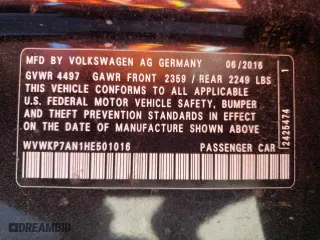 MFD BY VOLKSWAGEN AG GERMANY 06/2016
GVWR 4497 GAWR FRONT 2359 / REAR 2249 LBS
THIS VEHICLE CONFORMS TO ALL APPLICABLE
U.S. FEDERAL MOTOR VEHICLE SAFETY, BUMPER
AND THEFT PREVENTION STANDARDS IN EFFECT
ON THE DATE OF MANUFACTURE SHOWN ABOVE
WVWKP7AN1HE501016 PASSENGER CAR
2425474 1
WWW.BID